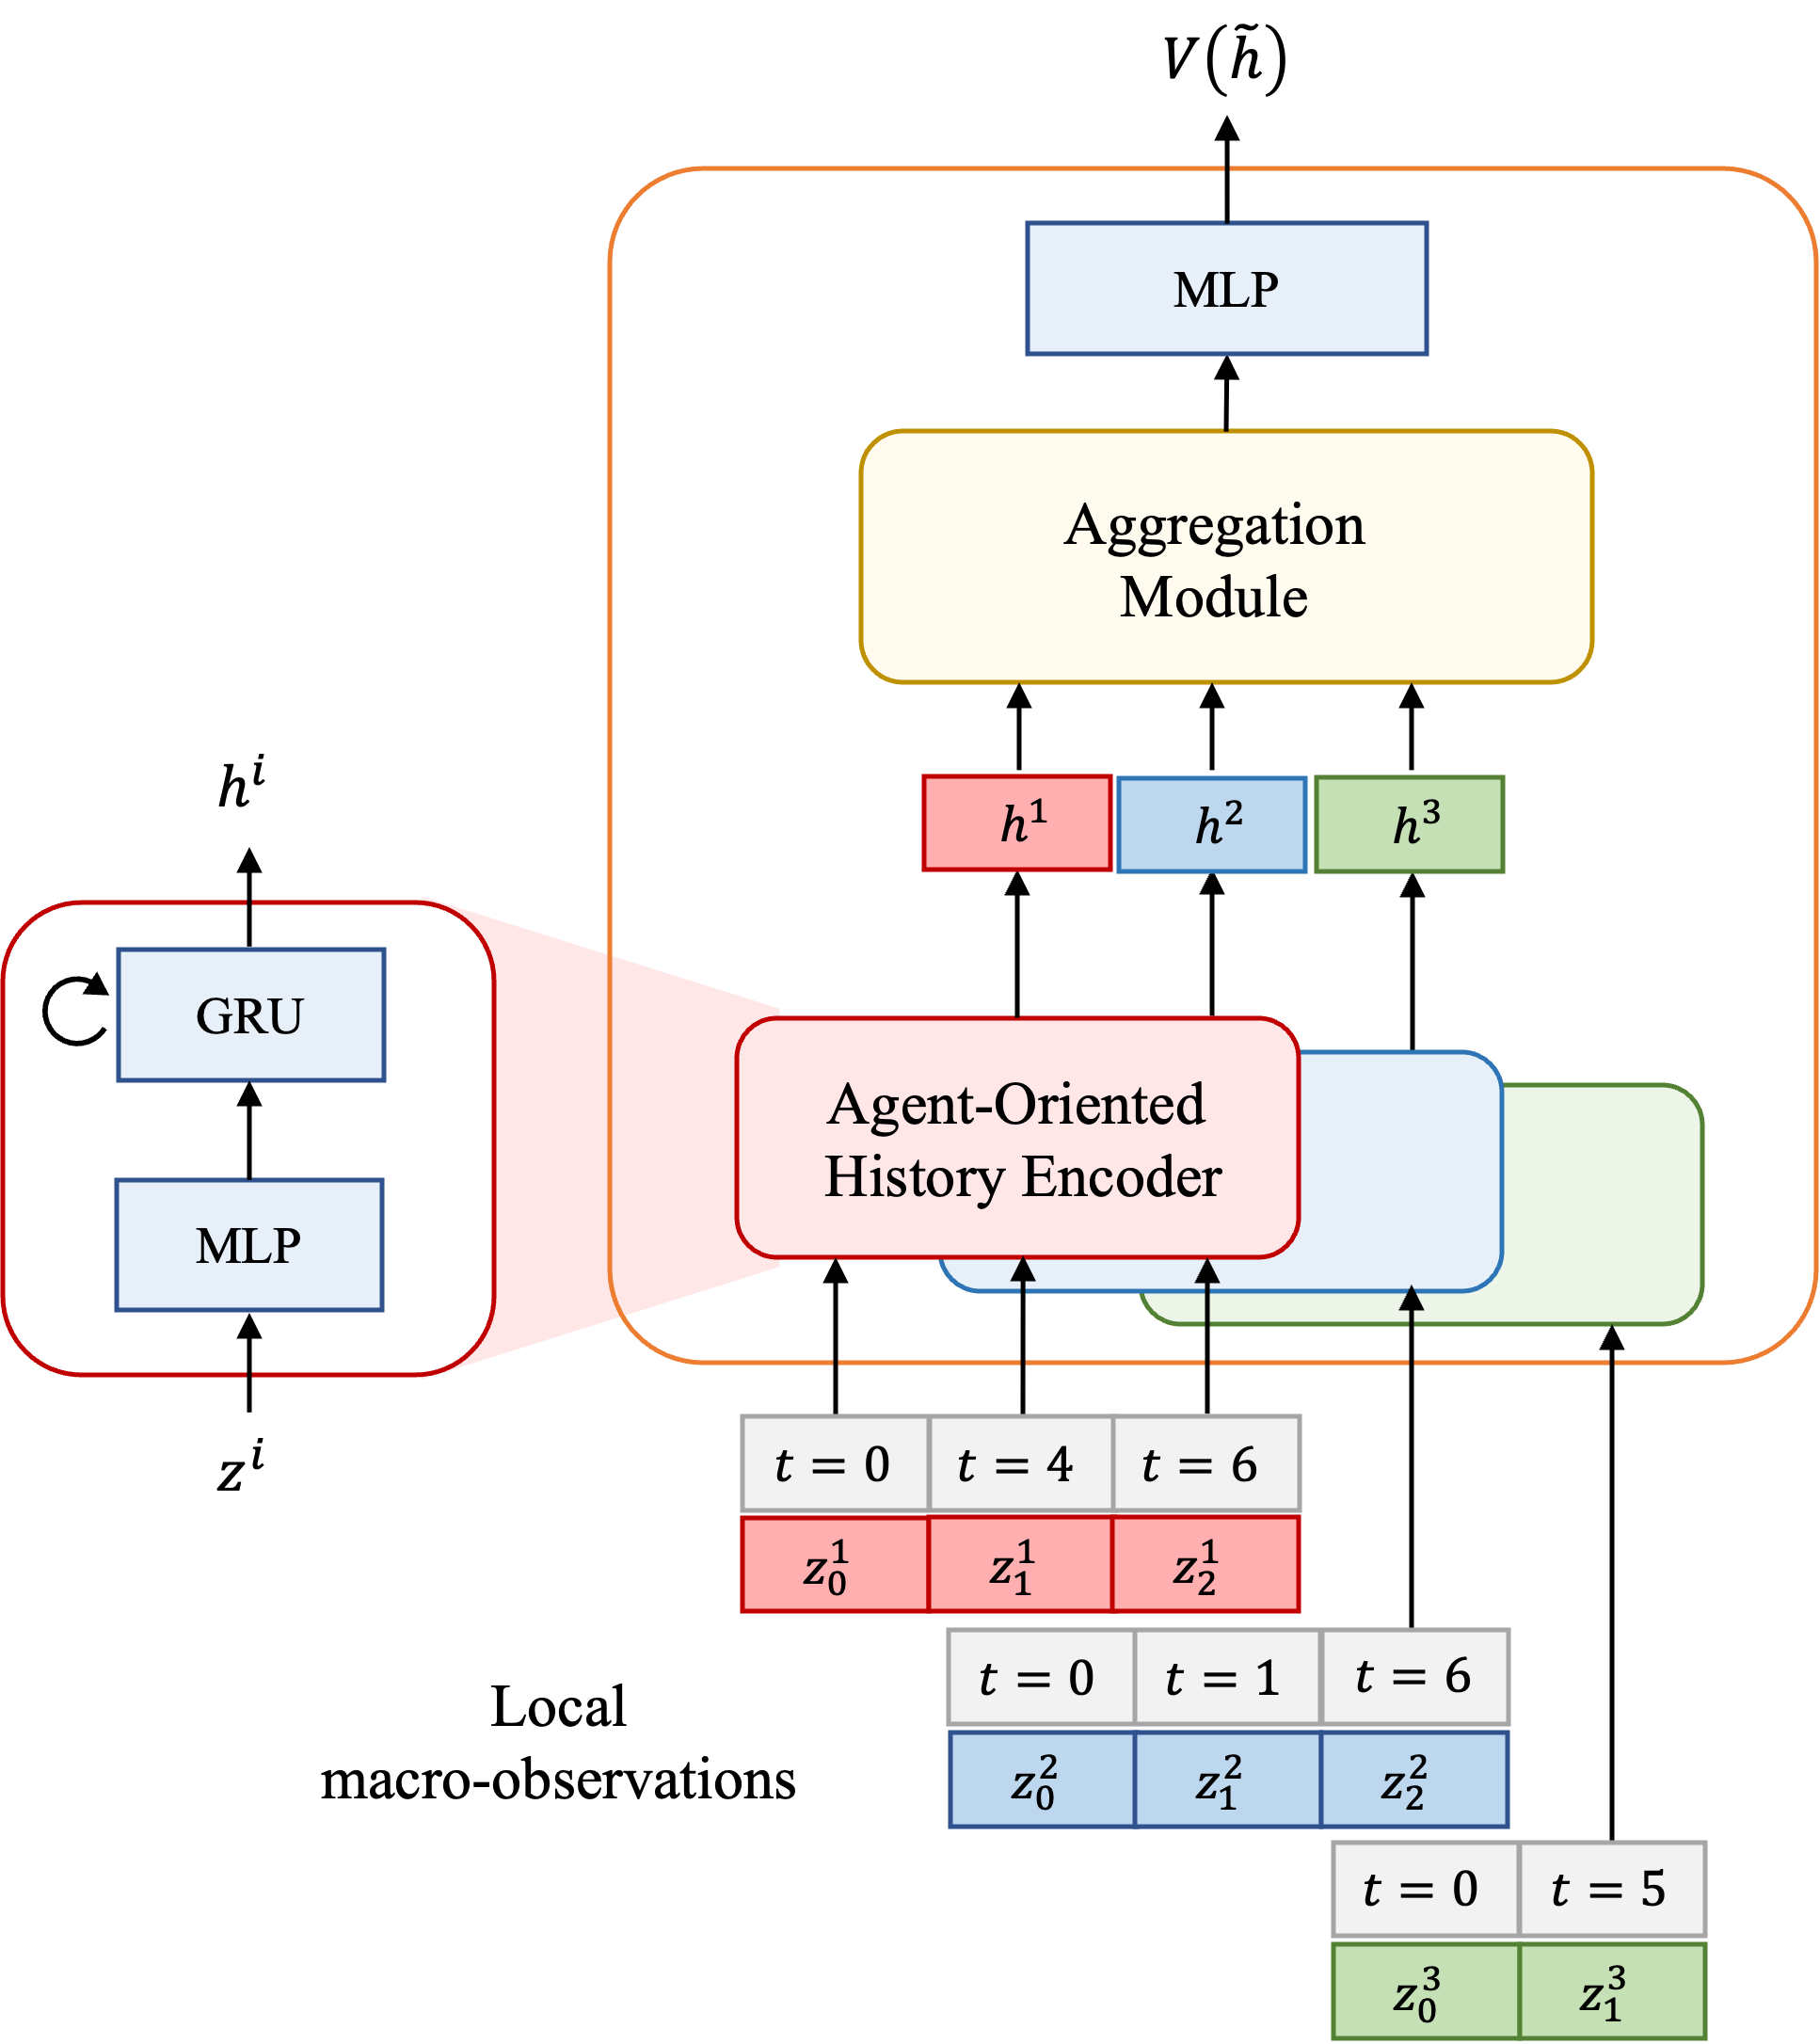 V(h̃)
MLP
Aggregation
Module
h^i
h^1 h^2 h^3
GRU
Agent-Oriented
History Encoder
MLP
z^i
t = 0 t = 4 t = 6
z_0^1 z_1^1 z_2^1
t = 0 t = 1 t = 6
Local
macro-observations
z_0^2 z_1^2 z_2^2
t = 0 t = 5
z_0^3 z_1^3